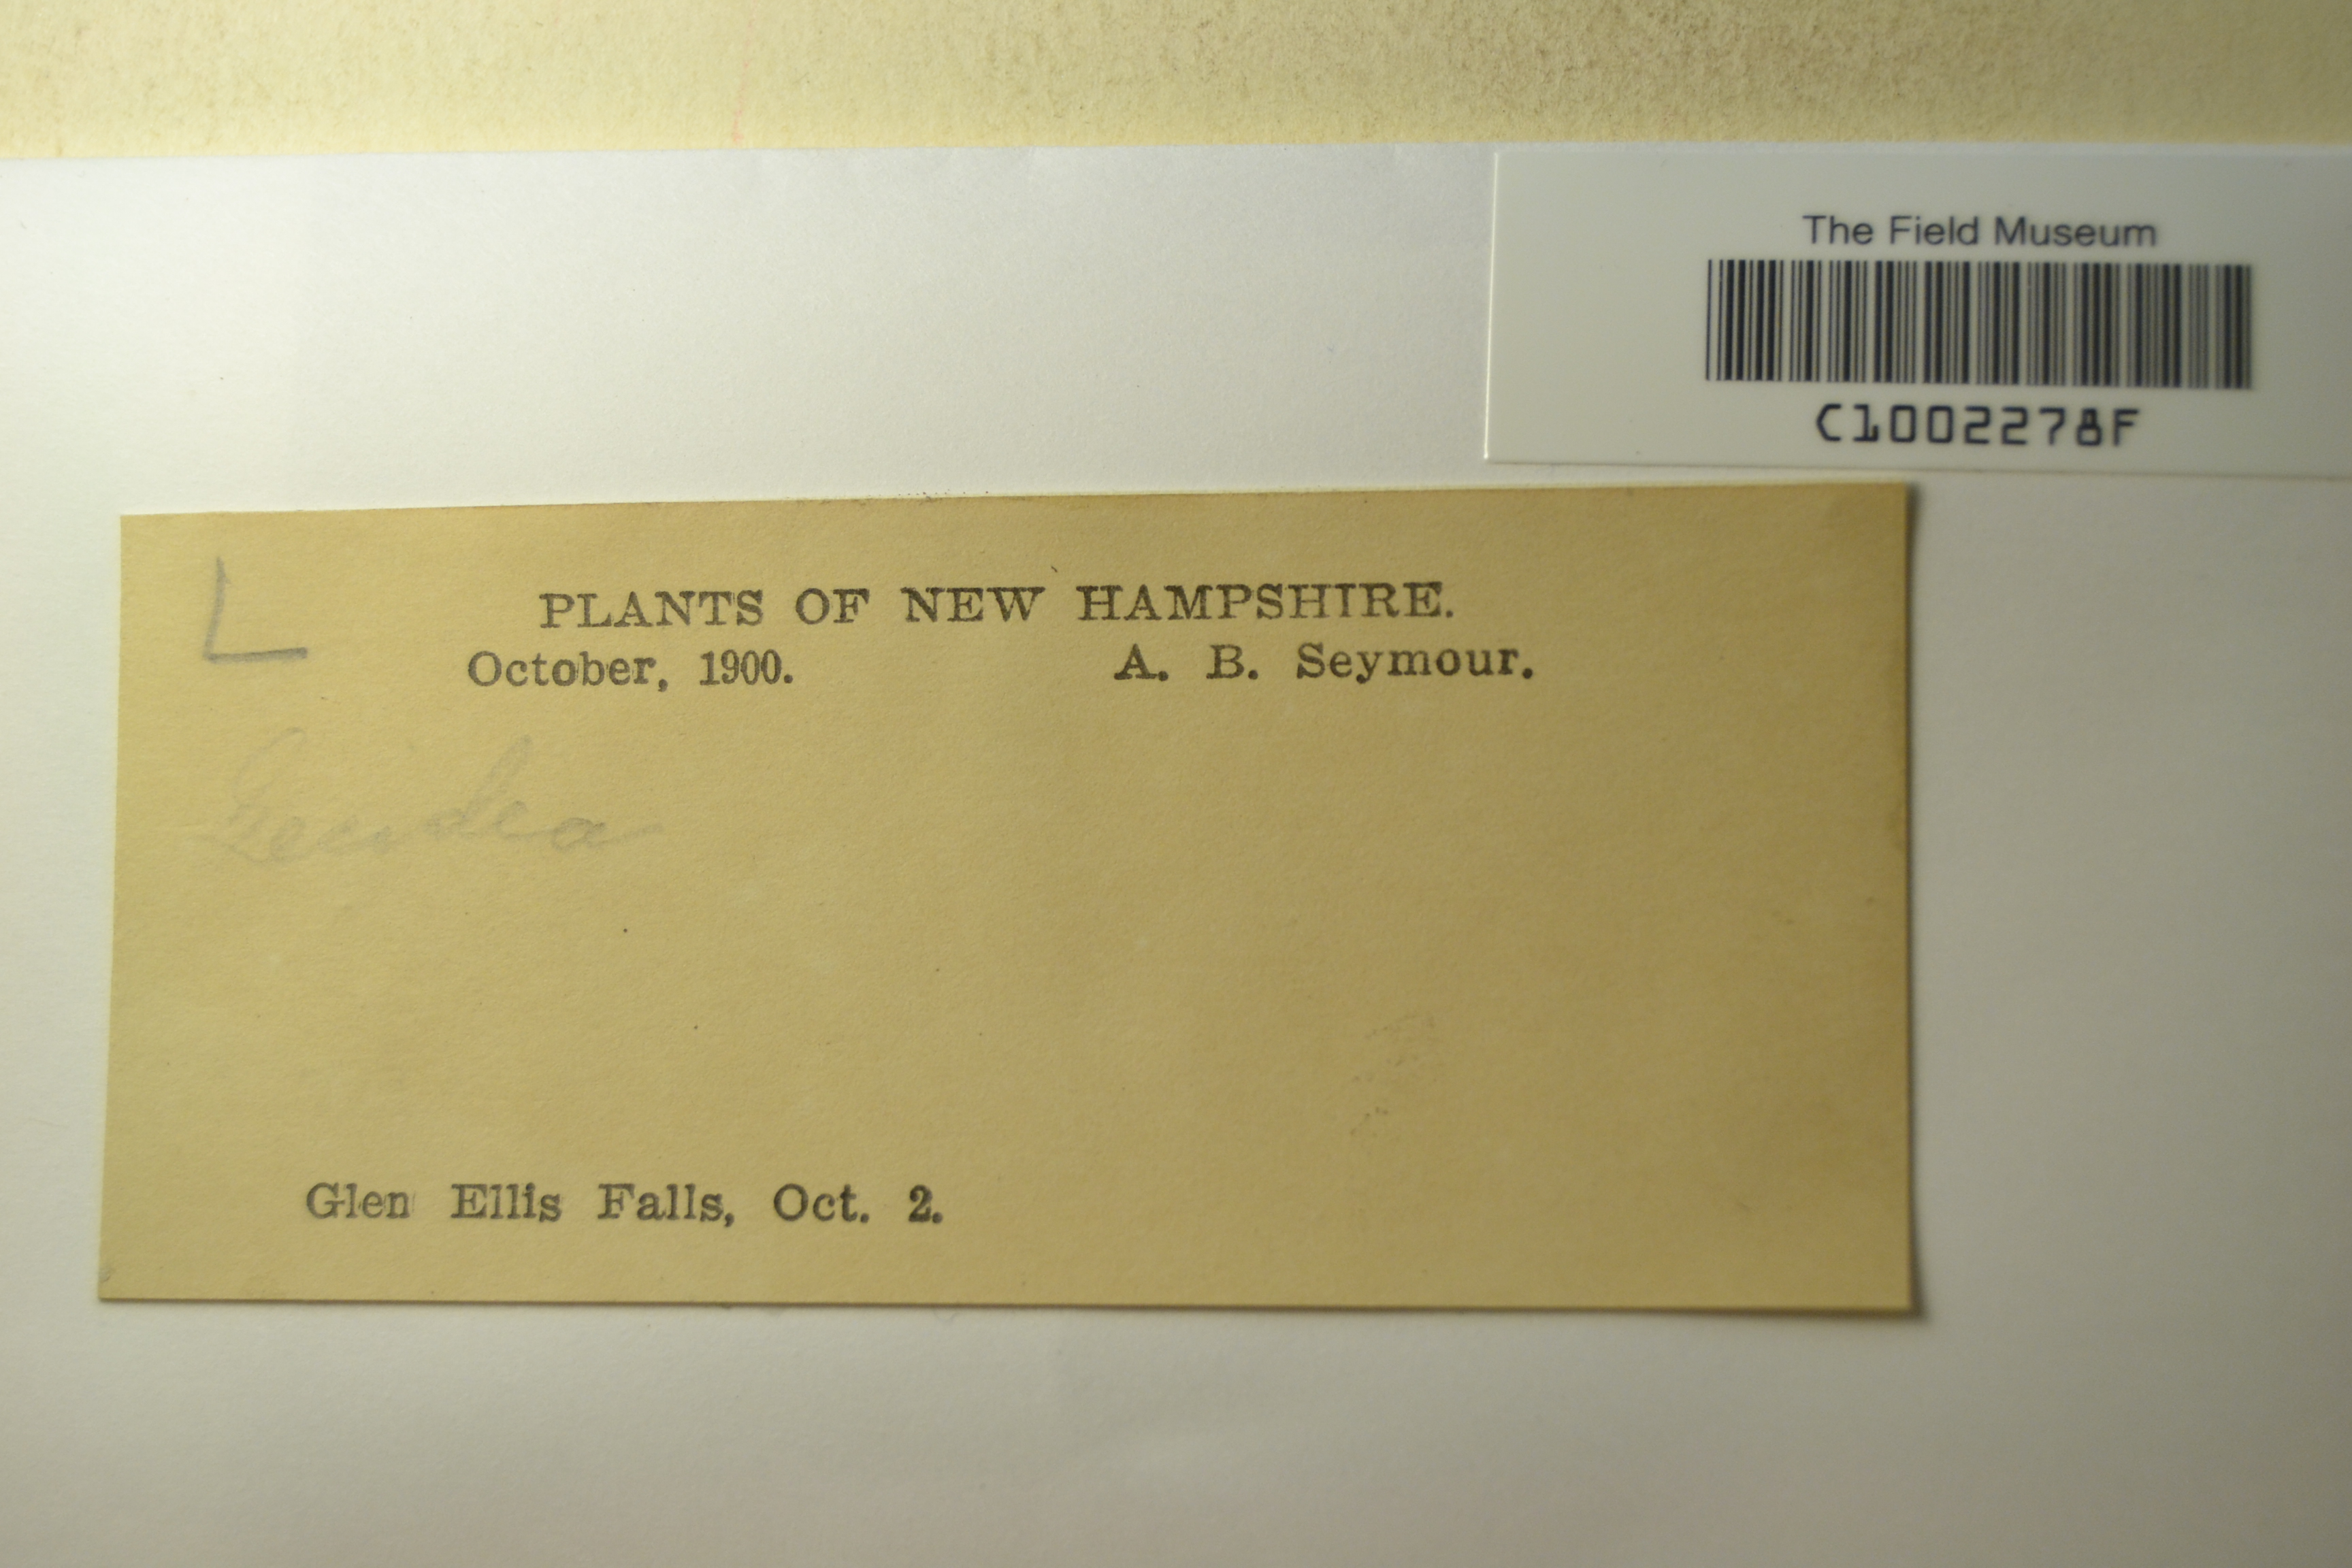 The Field Museum
C1002278F
L
PLANTS OF NEW HAMPSHIRE.
October, 1900. A. B. Seymour.
Glen Ellis Falls, Oct. 2.